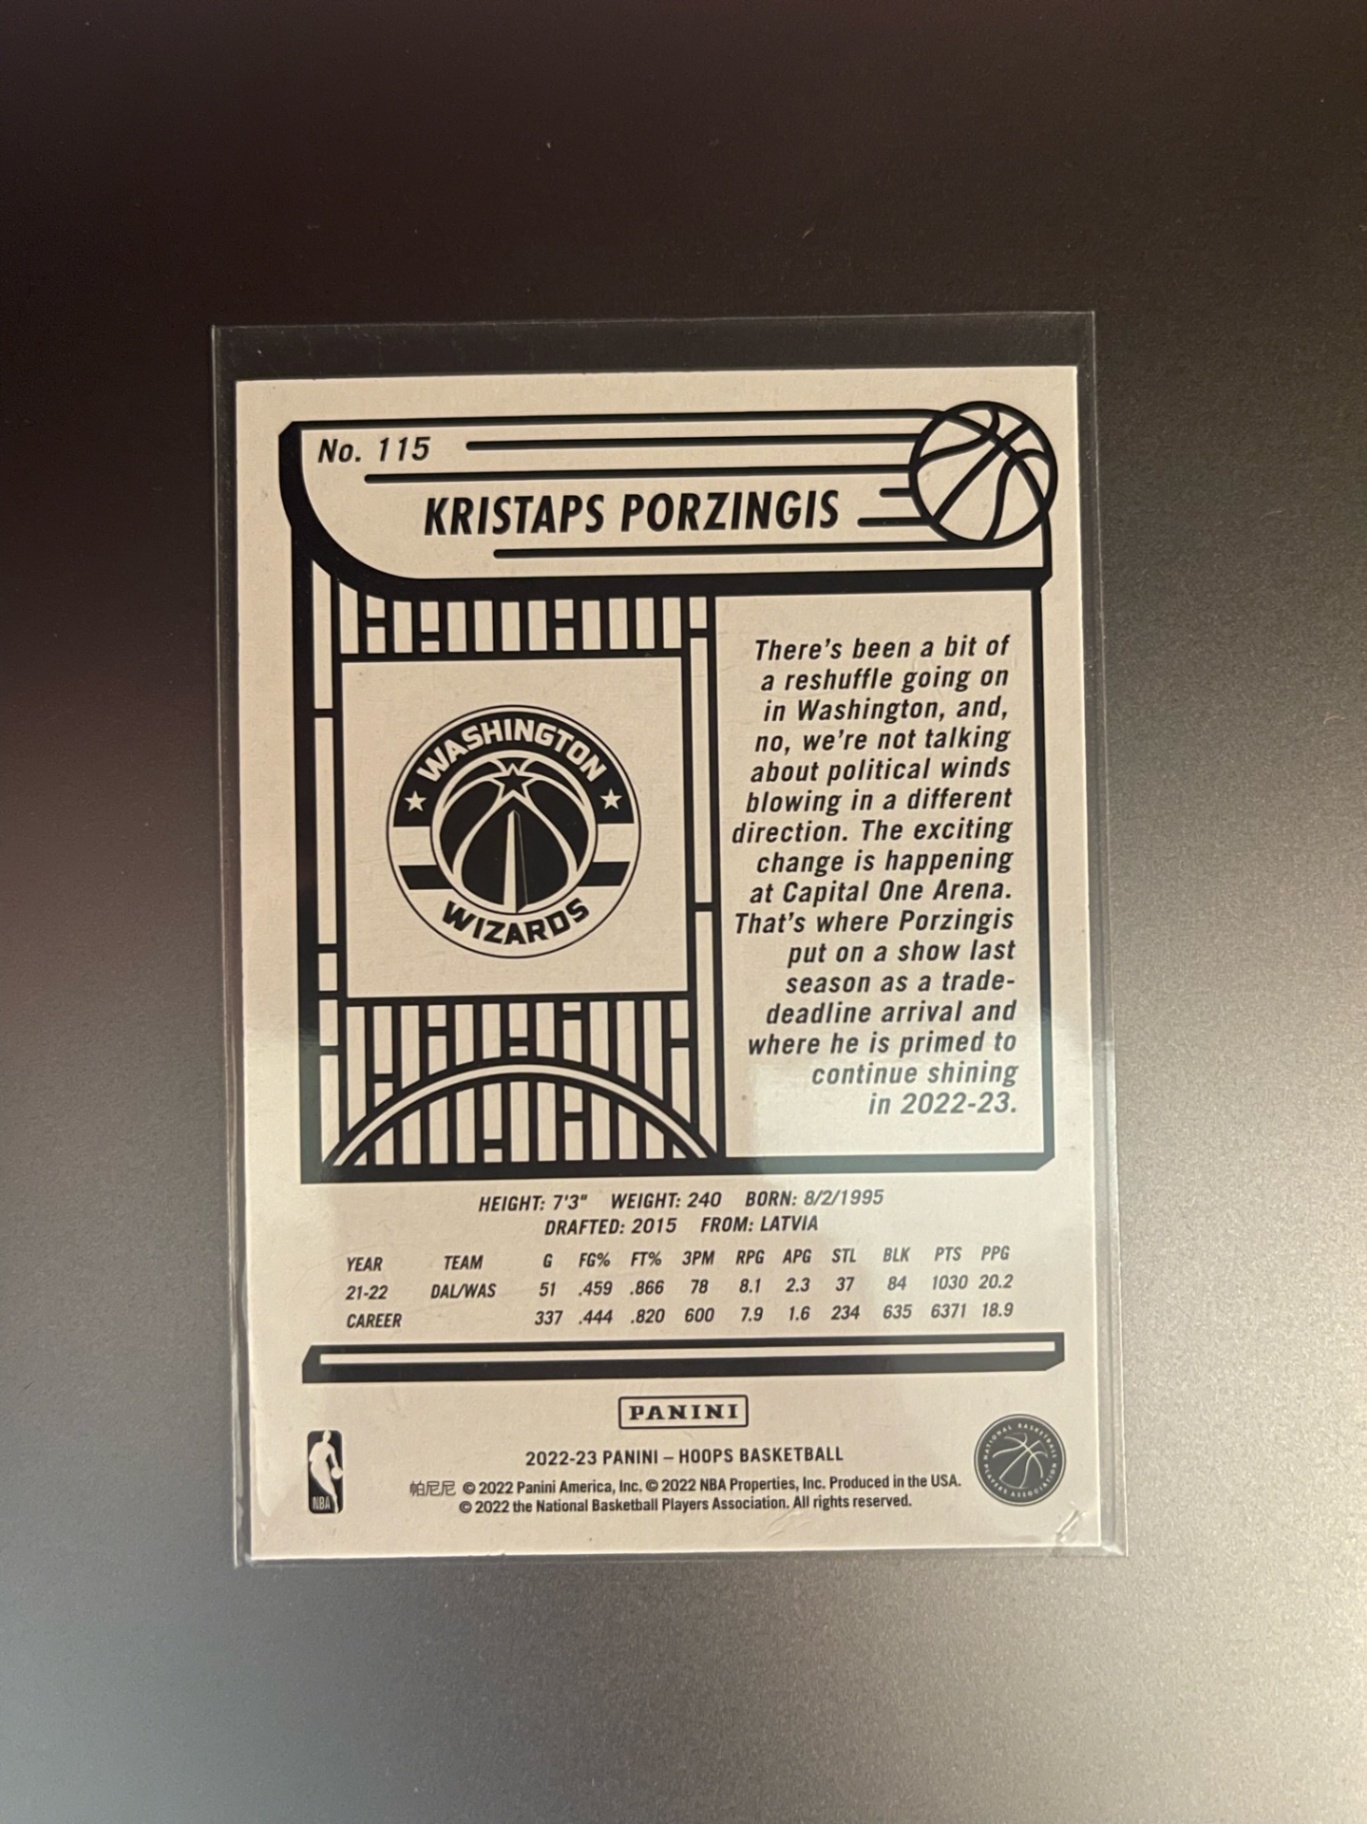 No. 115
KRISTAPS PORZINGIS
There's been a bit of
a reshuffle going on
in Washington, and,
no, we're not talking
about political winds
blowing in a different
direction. The exciting
change is happening
at Capital One Arena.
That's where Porzingis
put on a show last
season as a trade-
deadline arrival and
where he is primed to
continue shining
in 2022-23.
WASHINGTON
WIZARDS
HEIGHT: 7'3" WEIGHT: 240 BORN: 8/2/1995
DRAFTED: 2015 FROM: LATVIA
YEAR TEAM G FG% FT% 3PM RPG APG STL BLK PTS PPG
21-22 DAL/WAS 51 .459 .866 78 8.1 2.3 37 84 1030 20.2
CAREER 337 .444 .820 600 7.9 1.6 234 635 6371 18.9
PANINI
2022-23 PANINI – HOOPS BASKETBALL
帕尼尼 © 2022 Panini America, Inc. © 2022 NBA Properties, Inc. Produced in the USA.
© 2022 the National Basketball Players Association. All rights reserved.
NBA
NATIONAL BASKETBALL
PLAYERS ASSOCIATION